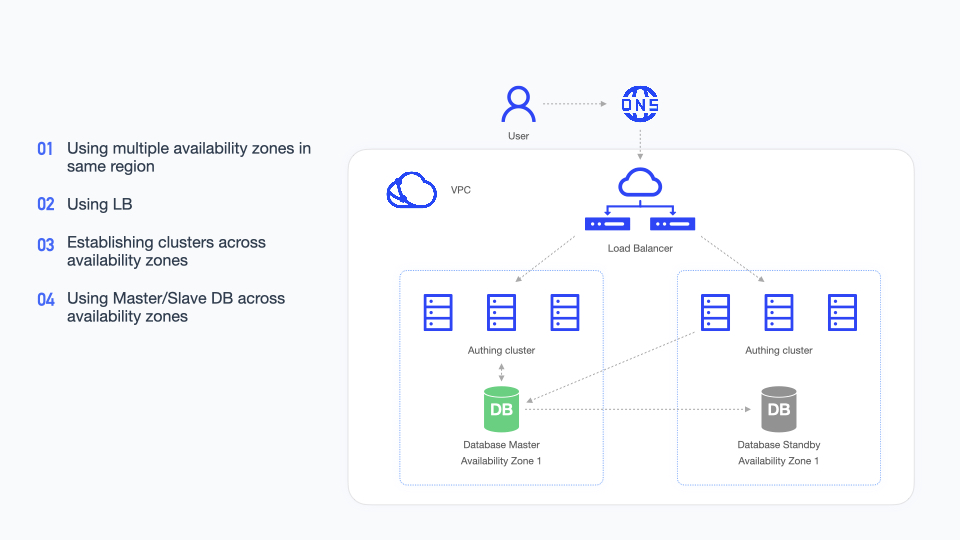 01 Using multiple availability zones in
same region
02 Using LB
03 Establishing clusters across
availability zones
04 Using Master/Slave DB across
availability zones
User
DNS
VPC
Load Balancer
Authing cluster
Authing cluster
DB
DB
Database Master
Availability Zone 1
Database Standby
Availability Zone 1